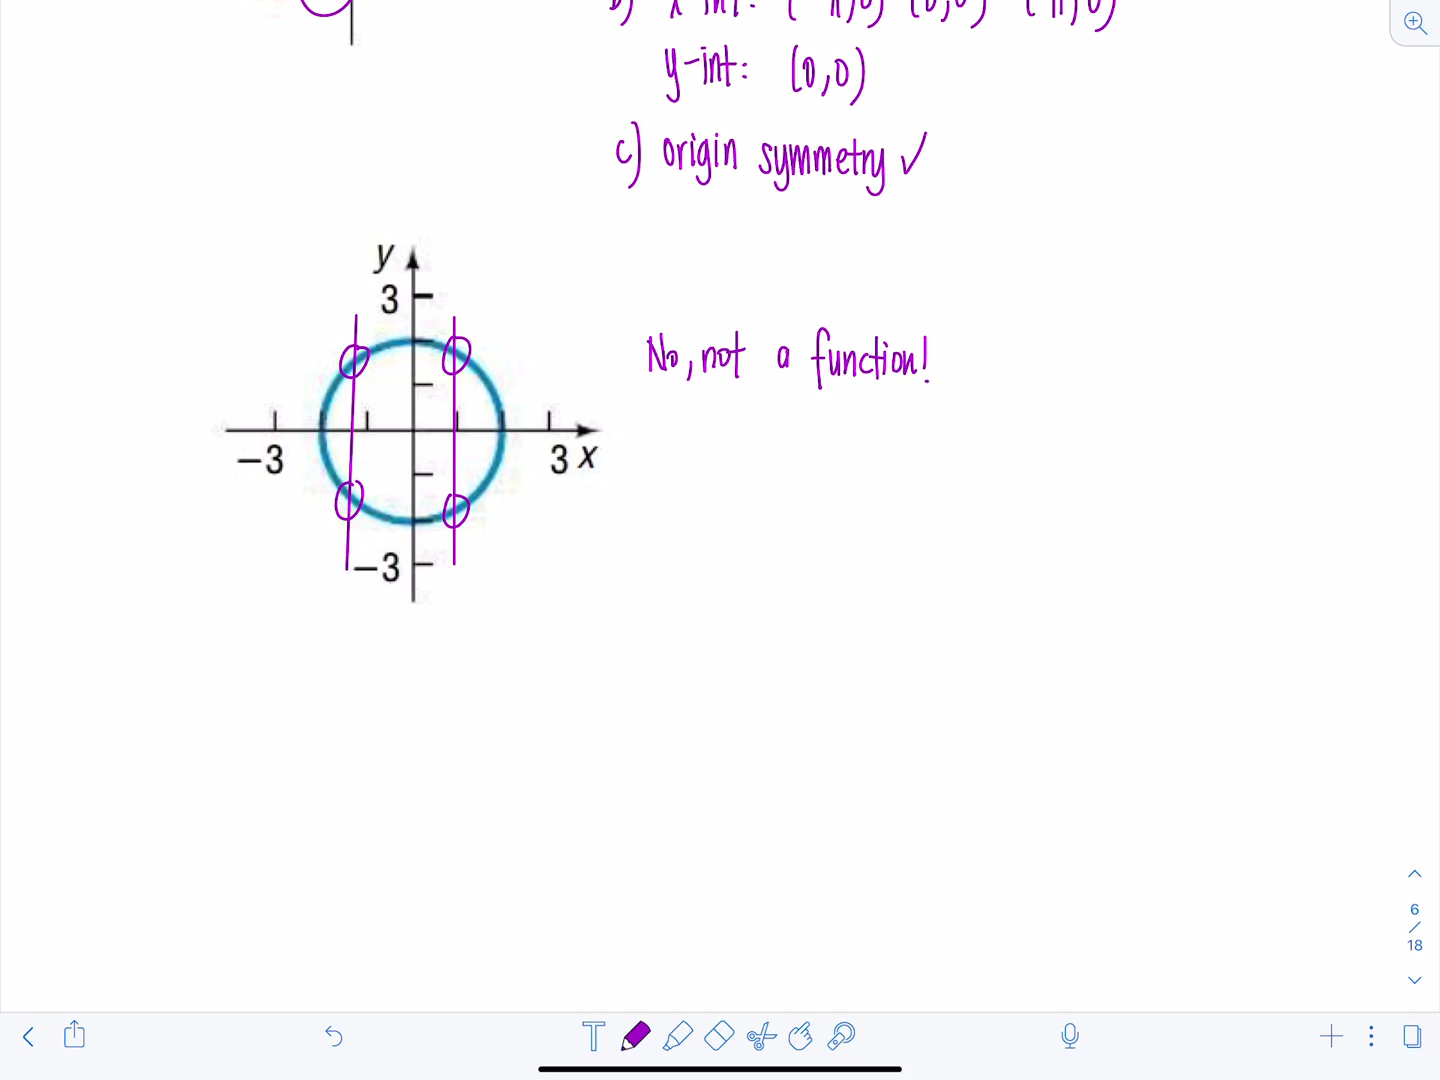 y-int: (0,0)
c) origin symmetry ✓
y
3
No, not a function!
−3
3 x
−3
6
/
18
T